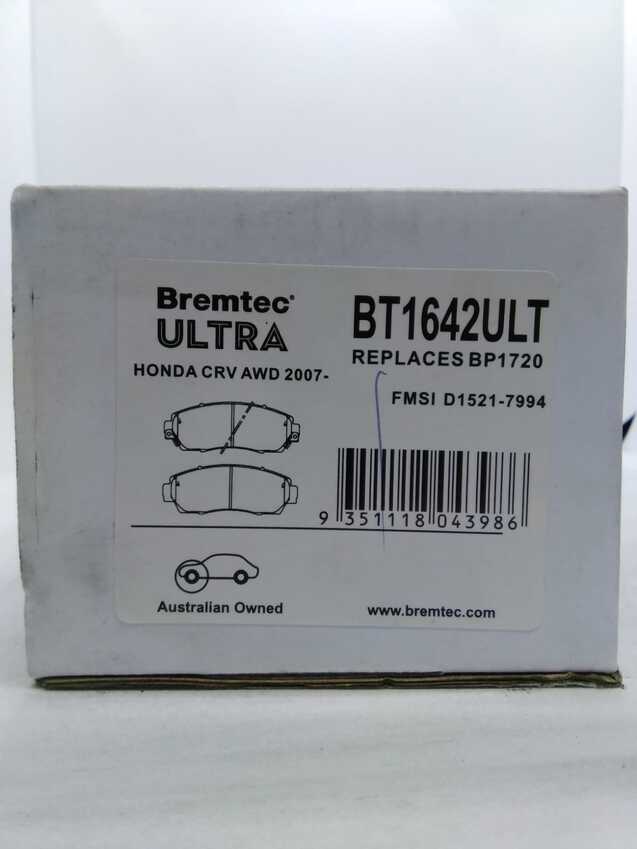 Bremtec®
ULTRA
HONDA CRV AWD 2007-
BT1642ULT
REPLACES BP1720
FMSI D1521-7994
9 351118 043986
Australian Owned
www.bremtec.com